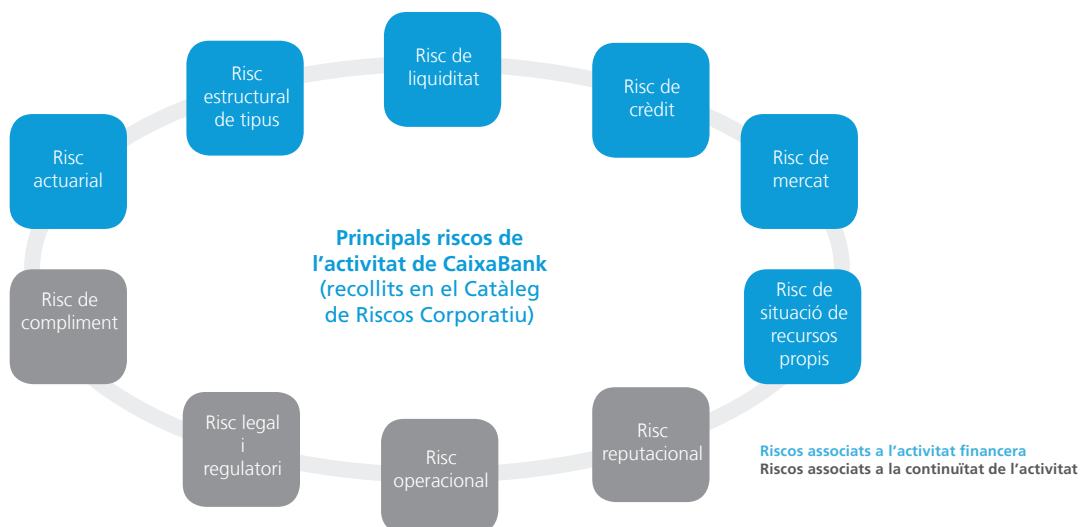 Risc de
liquiditat
Risc
estructural
de tipus
Risc de
crèdit
Risc
actuarial
Risc de
mercat
Principals riscos de
l'activitat de CaixaBank
(recollits en el Catàleg
de Riscos Corporatiu)
Risc de
compliment
Risc de
situació de
recursos
propis
Risc legal
i
regulatori
Risc
operacional
Risc
reputacional
Riscos associats a l'activitat financera
Riscos associats a la continuïtat de l'activitat